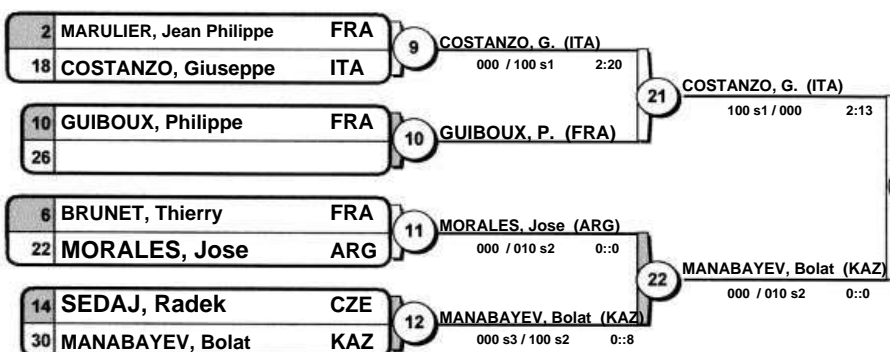 2 MARULIER, Jean Philippe FRA
18 COSTANZO, Giuseppe ITA
9
COSTANZO, G. (ITA)
000 / 100 s1 2:20
10 GUIBOUX, Philippe FRA
26
10
GUIBOUX, P. (FRA)
21
COSTANZO, G. (ITA)
100 s1 / 000 2:13
6 BRUNET, Thierry FRA
22 MORALES, Jose ARG
11
MORALES, Jose (ARG)
000 / 010 s2 0::0
14 SEDAJ, Radek CZE
30 MANABAYEV, Bolat KAZ
12
MANABAYEV, Bolat (KAZ)
000 s3 / 100 s2 0::8
22
MANABAYEV, Bolat (KAZ)
000 / 010 s2 0::0